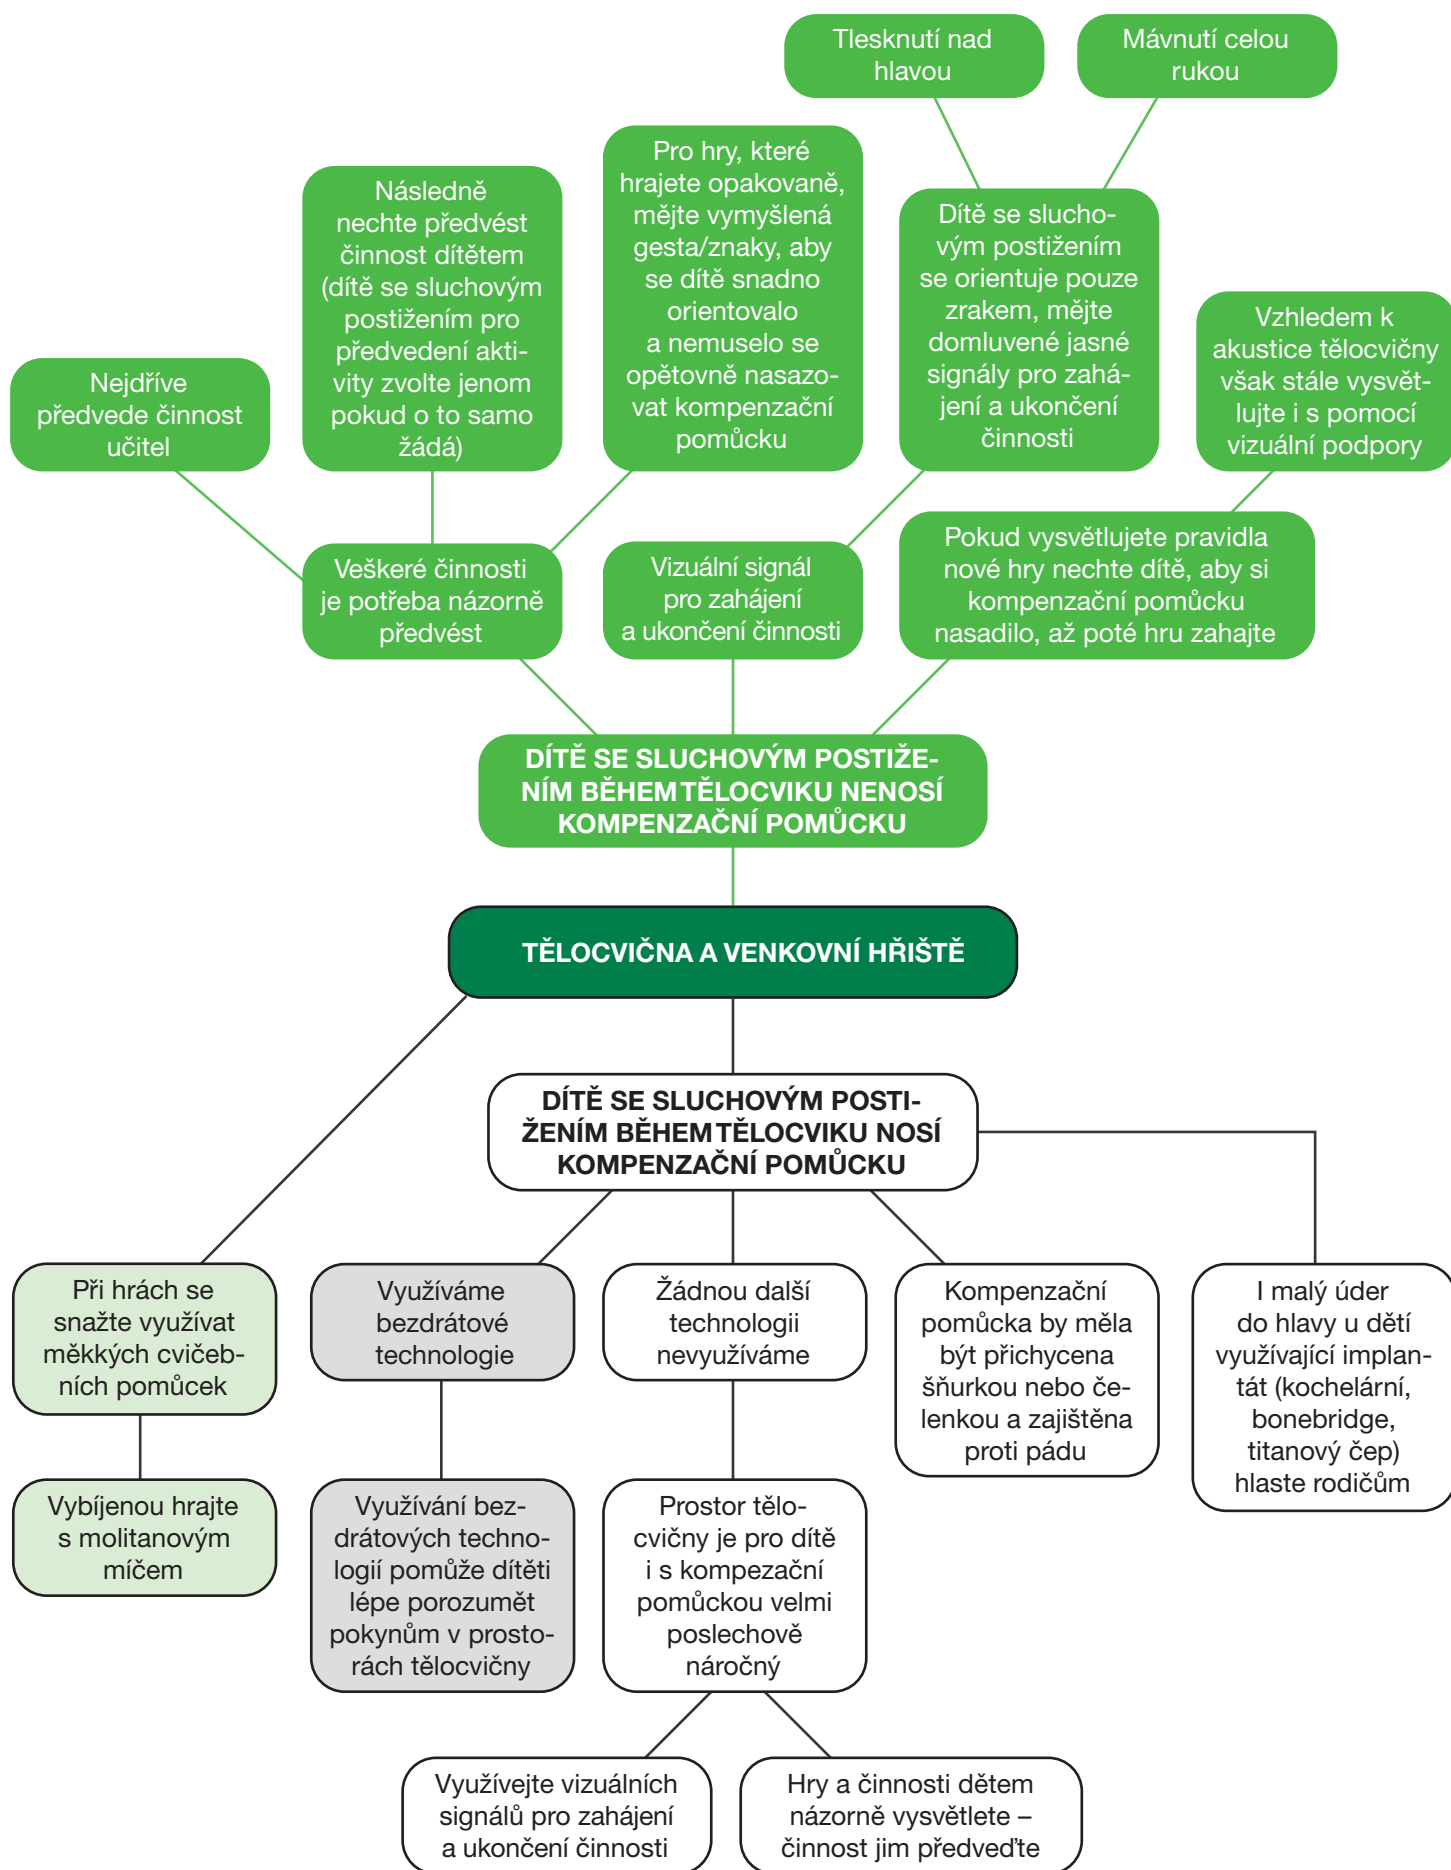 Tlesknutí nad
hlavou
Mávnutí celou
rukou
Pro hry, které
hrajete opakovaně,
mějte vymyšlená
gesta/znaky, aby
se dítě snadno
orientovalo
a nemuselo se
opětovně nasazo-
vat kompenzační
pomůcku
Následně
nechte předvést
činnost dítětem
(dítě se sluchovým
postižením pro
předvedení akti-
vity zvolte jenom
pokud o to samo
žádá)
Dítě se slucho-
vým postižením
se orientuje pouze
zrakem, mějte
domluvené jasné
signály pro zahá-
jení a ukončení
činnosti
Vzhledem k
akustice tělocvičny
však stále vysvět-
lujte i s pomocí
vizuální podpory
Nejdříve
předvede činnost
učitel
Veškeré činnosti
je potřeba názorně
předvést
Vizuální signál
pro zahájení
a ukončení činnosti
Pokud vysvětlujete pravidla
nové hry nechte dítě, aby si
kompenzační pomůcku
nasadilo, až poté hru zahajte
DÍTĚ SE SLUCHOVÝM POSTIŽE-
NÍM BĚHEM TĚLOCVIKU NENOSÍ
KOMPENZAČNÍ POMŮCKU
TĚLOCVIČNA A VENKOVNÍ HŘIŠTĚ
DÍTĚ SE SLUCHOVÝM POSTI-
ŽENÍM BĚHEM TĚLOCVIKU NOSÍ
KOMPENZAČNÍ POMŮCKU
Při hrách se
snažte využívat
měkkých cvičeb-
ních pomůcek
Využíváme
bezdrátové
technologie
Žádnou další
technologii
nevyužíváme
Kompenzační
pomůcka by měla
být přichycena
šňurkou nebo če-
lenkou a zajištěna
proti pádu
I malý úder
do hlavy u dětí
využívající implan-
tát (kochelární,
bonebridge,
titanový čep)
hlaste rodičům
Vybíjenou hrajte
s molitanovým
míčem
Využívání bez-
drátových techno-
logií pomůže dítěti
lépe porozumět
pokynům v prosto-
rách tělocvičny
Prostor tělo-
cvičny je pro dítě
i s kompezační
pomůckou velmi
poslechově
náročný
Využívejte vizuálních
signálů pro zahájení
a ukončení činnosti
Hry a činnosti dětem
názorně vysvětlete –
činnost jim předveďte